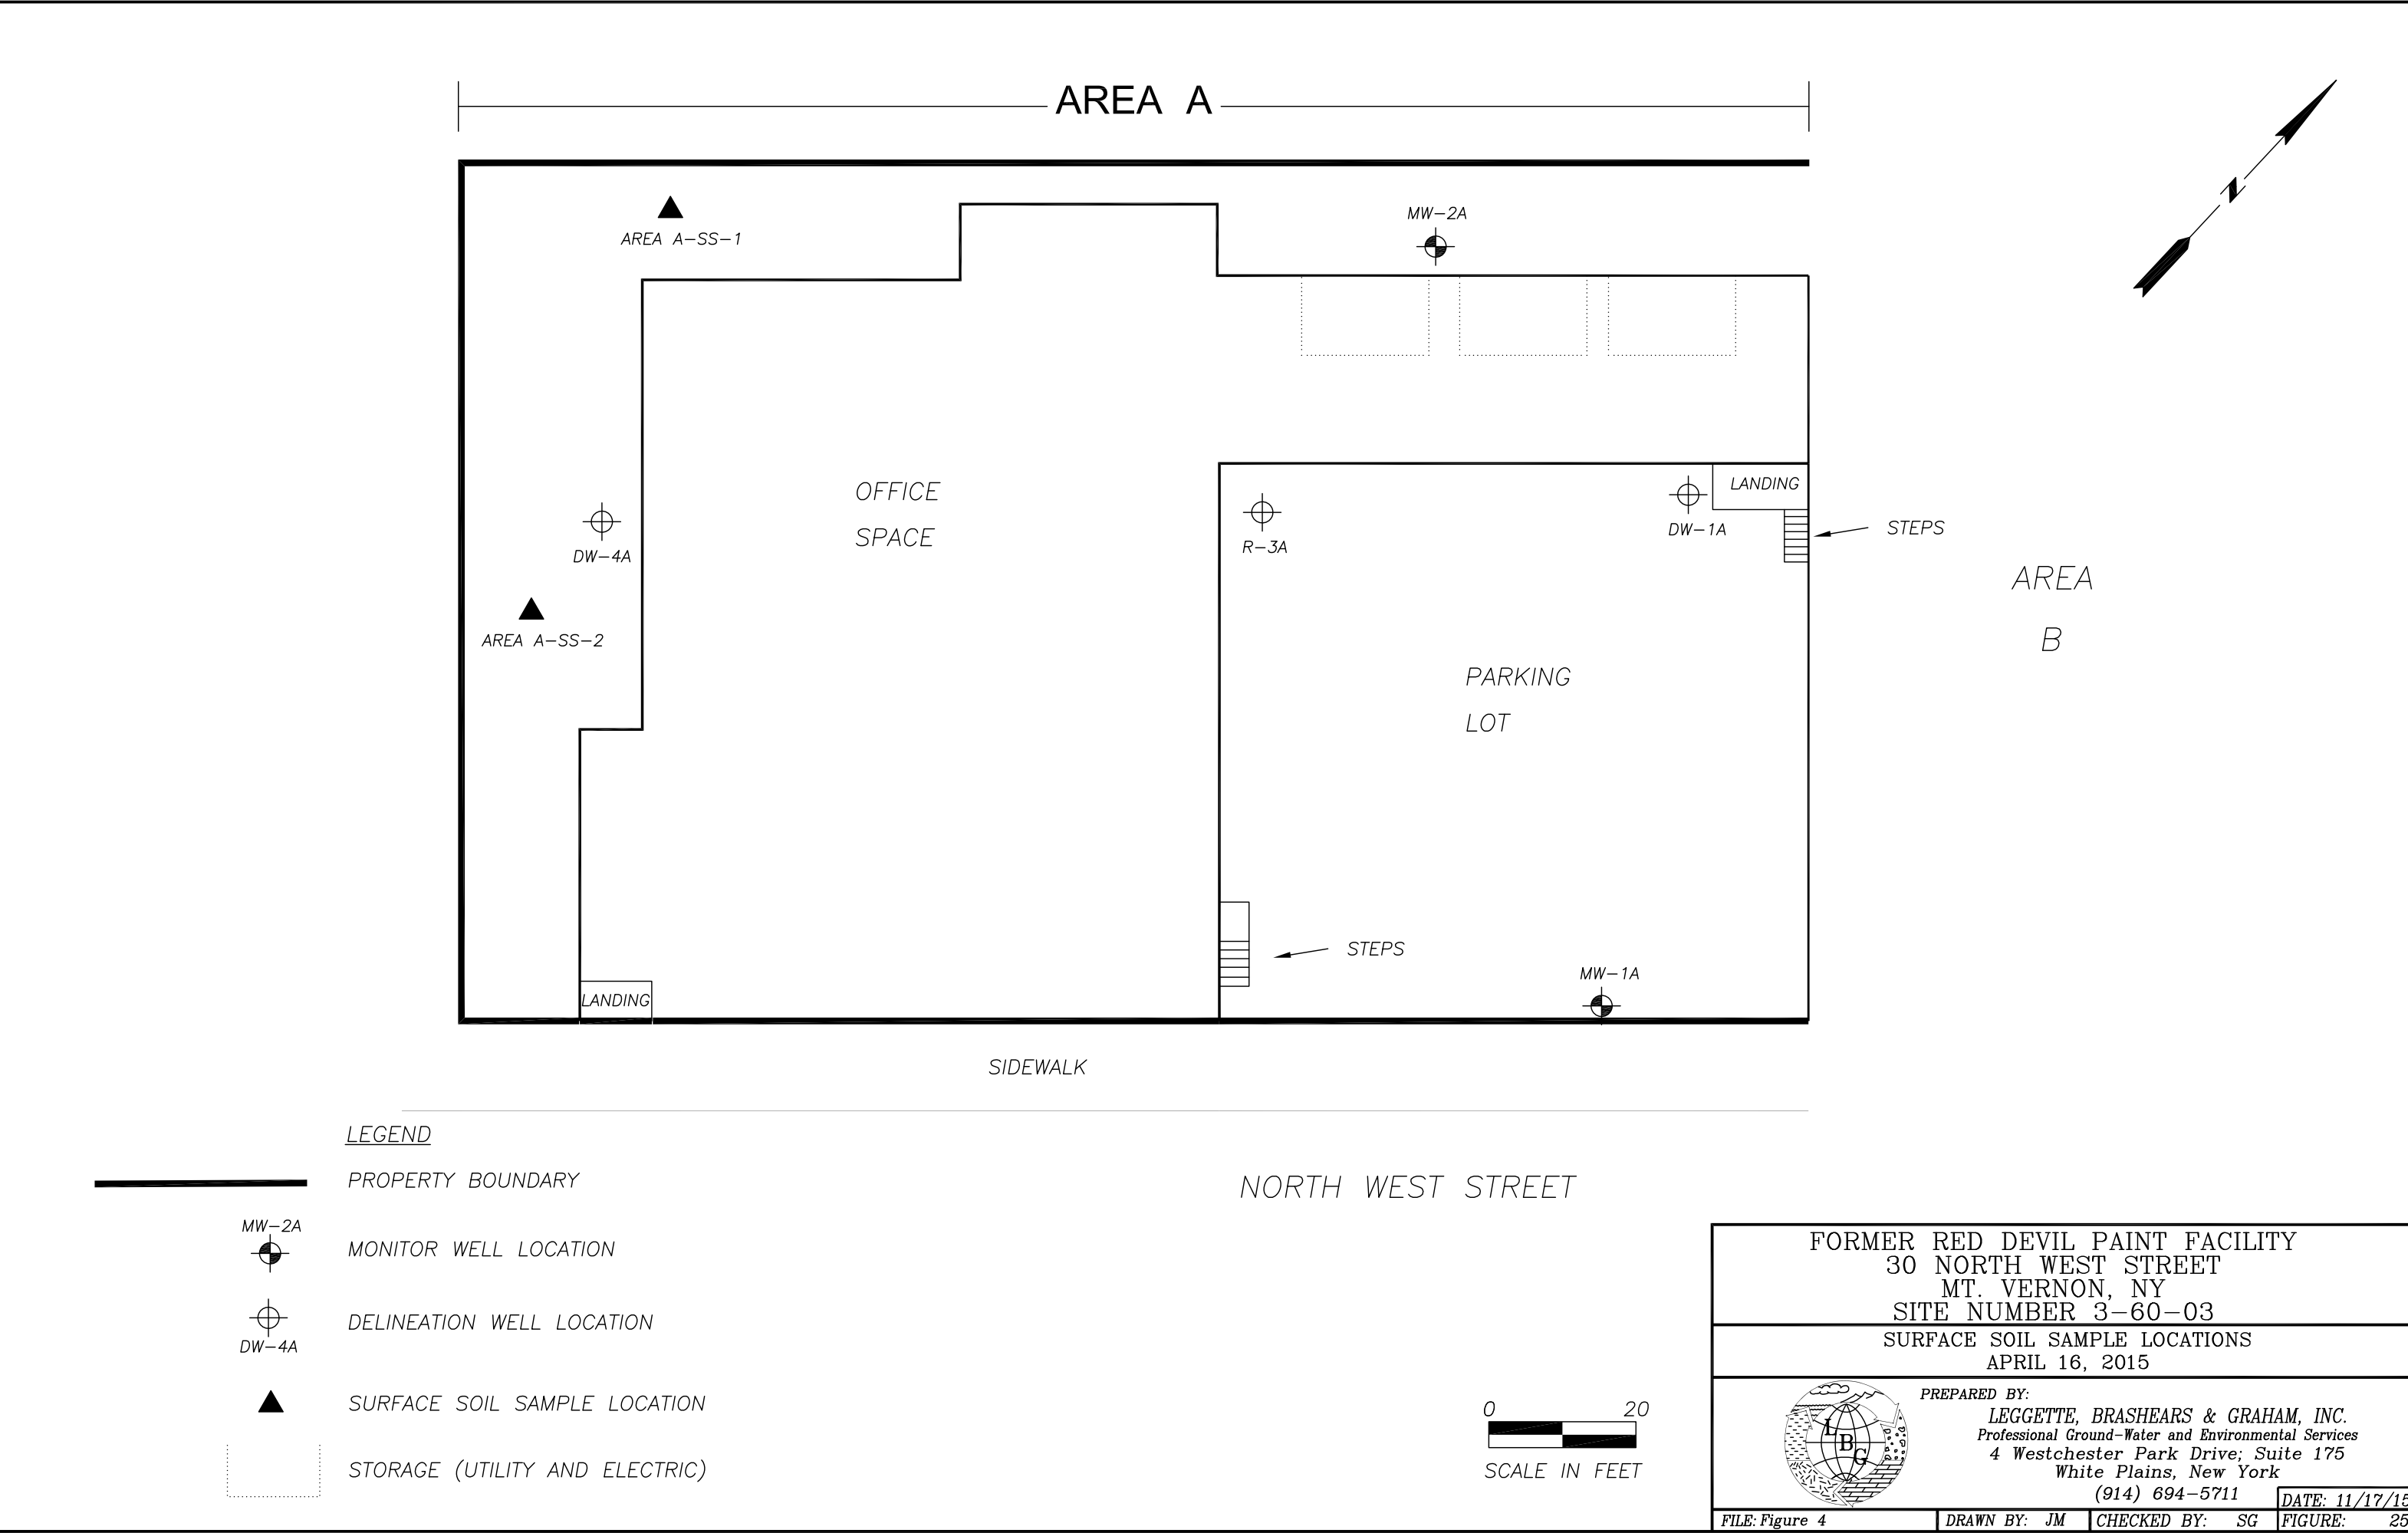 AREA A
N
AREA A-SS-1
MW-2A
OFFICE
SPACE
LANDING
DW-4A
R-3A
DW-1A
STEPS
AREA
B
AREA A-SS-2
PARKING
LOT
STEPS
MW-1A
LANDING
SIDEWALK
LEGEND
PROPERTY BOUNDARY
NORTH WEST STREET
MW-2A
MONITOR WELL LOCATION
DELINEATION WELL LOCATION
DW-4A
SURFACE SOIL SAMPLE LOCATION
STORAGE (UTILITY AND ELECTRIC)
0 20
SCALE IN FEET
FORMER RED DEVIL PAINT FACILITY
30 NORTH WEST STREET
MT. VERNON, NY
SITE NUMBER 3-60-03
SURFACE SOIL SAMPLE LOCATIONS
APRIL 16, 2015
PREPARED BY:
LEGGETTE, BRASHEARS & GRAHAM, INC.
Professional Ground-Water and Environmental Services
4 Westchester Park Drive; Suite 175
White Plains, New York
(914) 694-5711
LBG
DATE: 11/17/15
FILE: Figure 4
DRAWN BY: JM
CHECKED BY: SG
FIGURE: 25